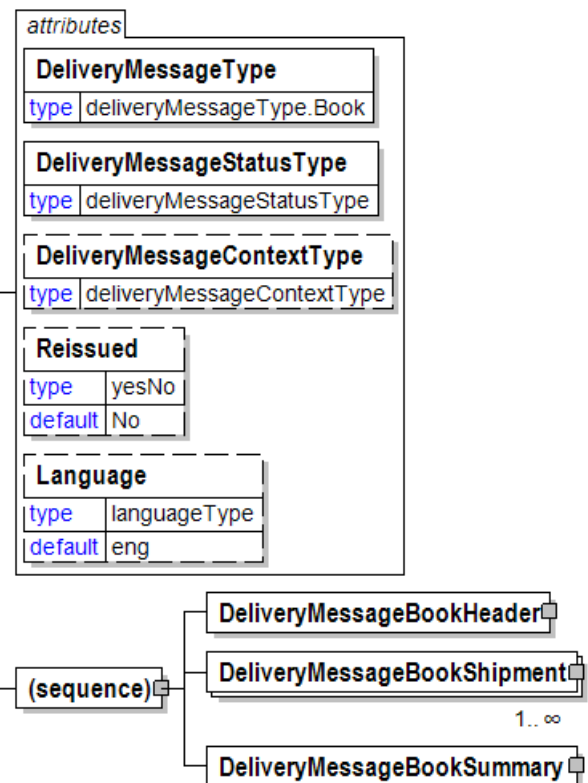 attributes
DeliveryMessageType
type deliveryMessageType.Book
DeliveryMessageStatusType
type deliveryMessageStatusType
DeliveryMessageContextType
type deliveryMessageContextType
Reissued
type yesNo
default No
Language
type languageType
default eng
DeliveryMessageBookHeader
(sequence)
DeliveryMessageBookShipment
1.. ∞
DeliveryMessageBookSummary